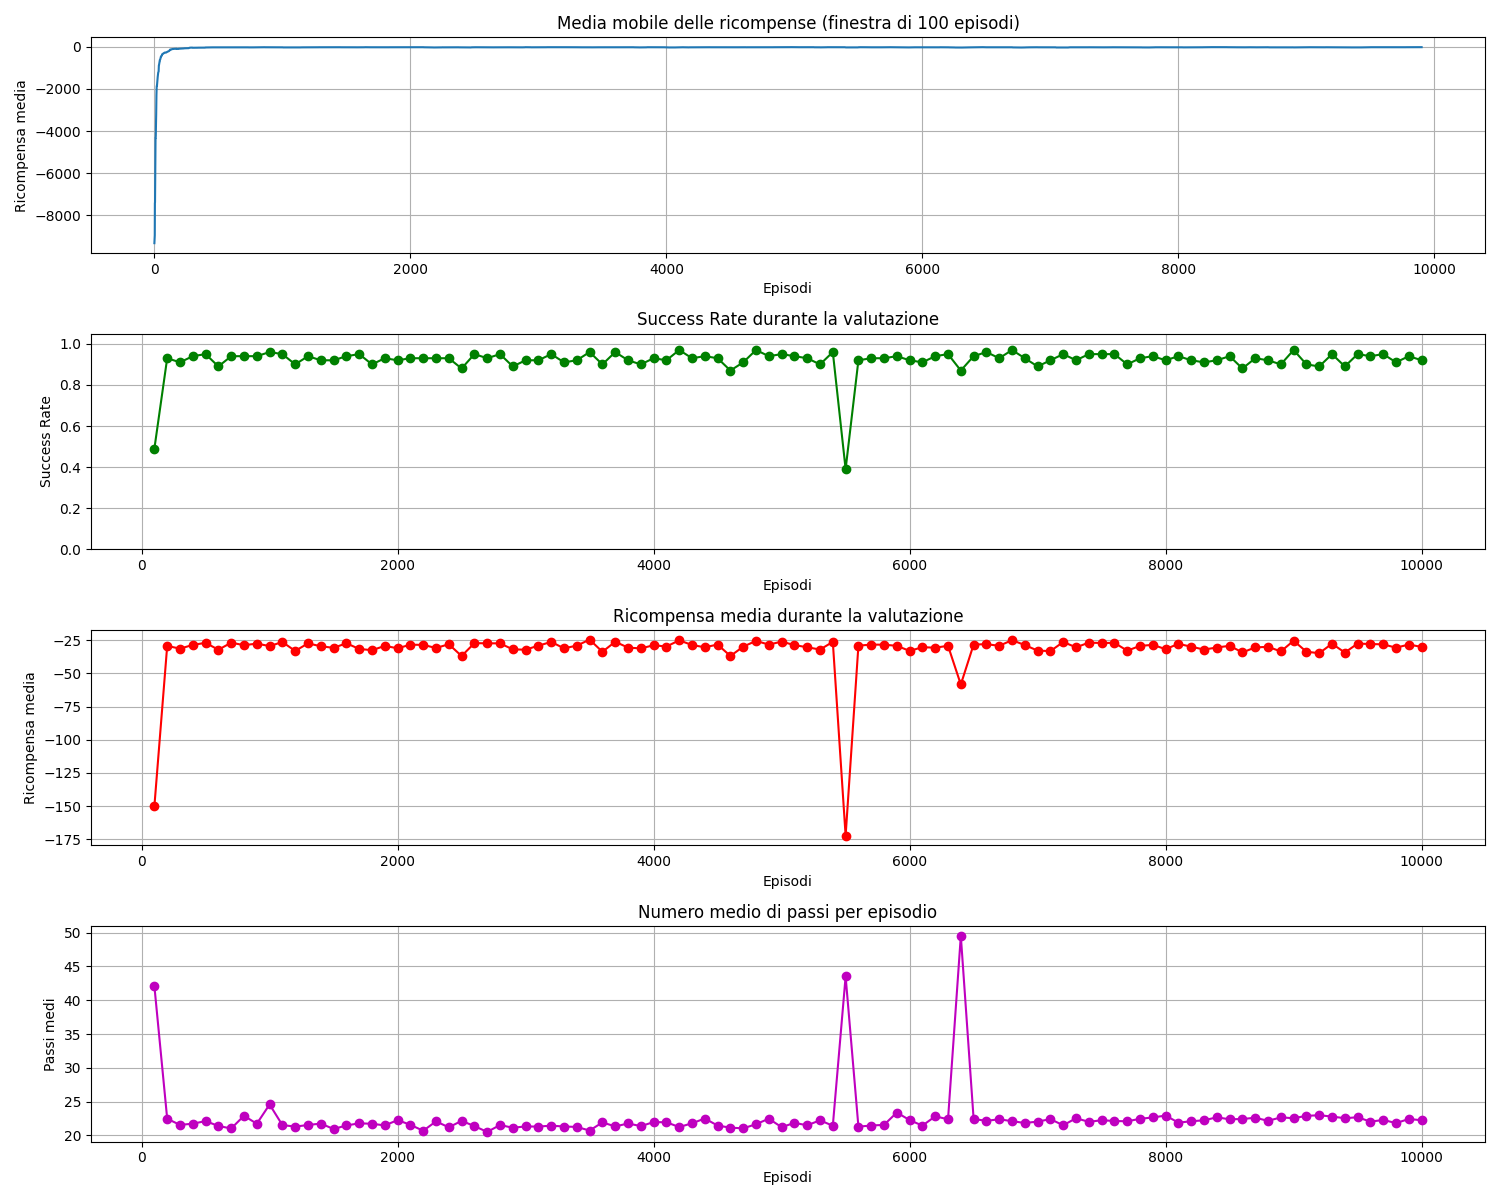 Media mobile delle ricompense (finestra di 100 episodi)
Ricompensa media
0
−2000
−4000
−6000
−8000
0 2000 4000 6000 8000 10000
Episodi
Success Rate durante la valutazione
Success Rate
1.0
0.8
0.6
0.4
0.2
0.0
0 2000 4000 6000 8000 10000
Episodi
Ricompensa media durante la valutazione
Ricompensa media
−25
−50
−75
−100
−125
−150
−175
0 2000 4000 6000 8000 10000
Episodi
Numero medio di passi per episodio
Passi medi
50
45
40
35
30
25
20
0 2000 4000 6000 8000 10000
Episodi